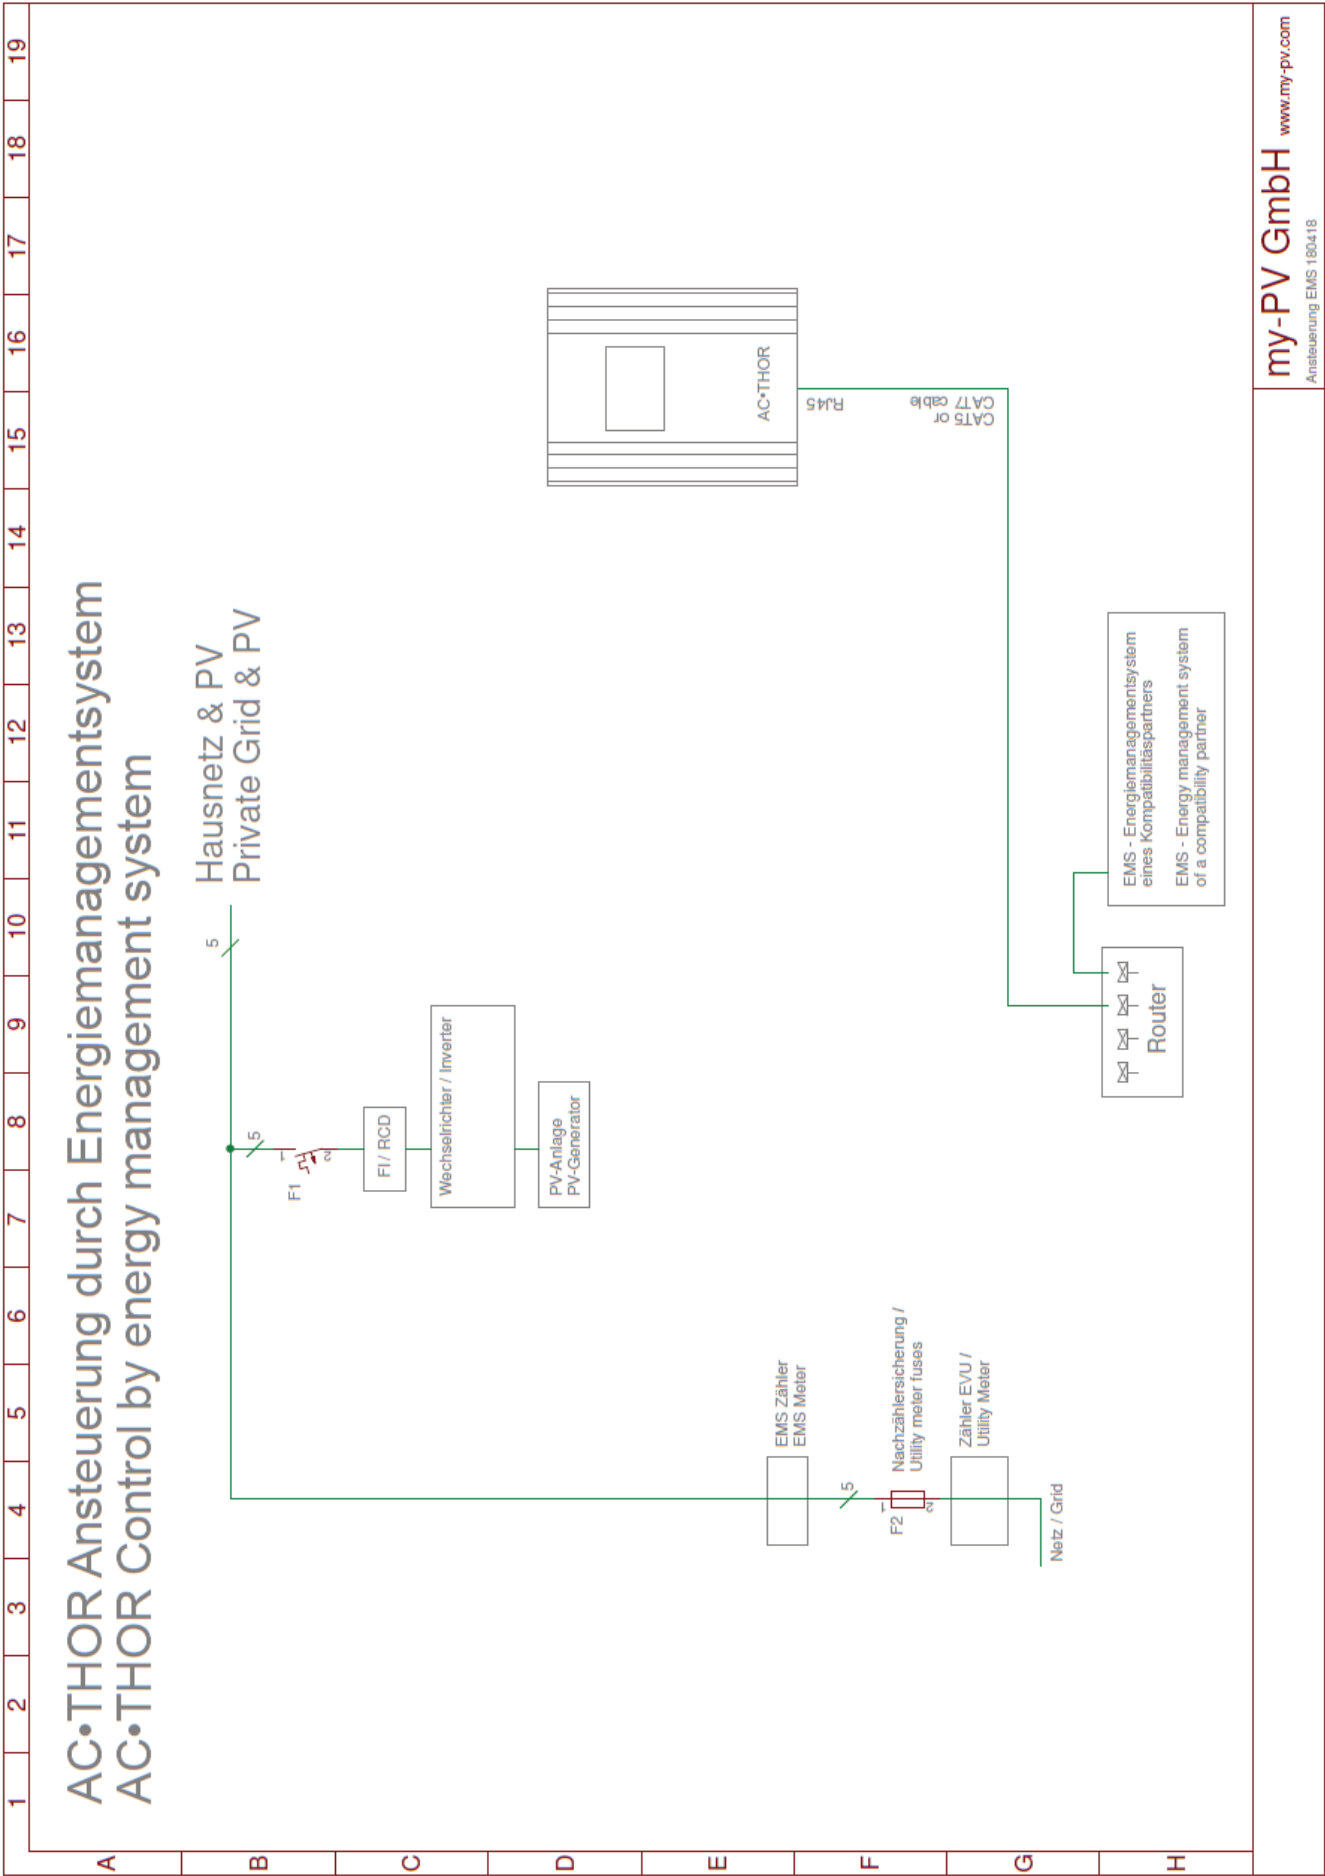 1 2 3 4 5 6 7 8 9 10 11 12 13 14 15 16 17 18 19
A
B
C
D
E
F
G
H
AC•THOR Ansteuerung durch Energiemanagementsystem
AC•THOR Control by energy management system
Hausnetz & PV
Private Grid & PV
5
5
1
F1
2
FI / RCD
Wechselrichter / Inverter
PV-Anlage
PV-Generator
EMS Zähler
EMS Meter
5
1
F2
2
Nachzählersicherung /
Utility meter fuses
Zähler EVU /
Utility Meter
Netz / Grid
AC•THOR
RJ45
CAT5 or
CAT7 cable
Router
EMS - Energiemanagementsystem
eines Kompatibilitäspartners
EMS - Energy management system
of a compatibility partner
my-PV GmbH www.my-pv.com
Ansteuerung EMS 180418